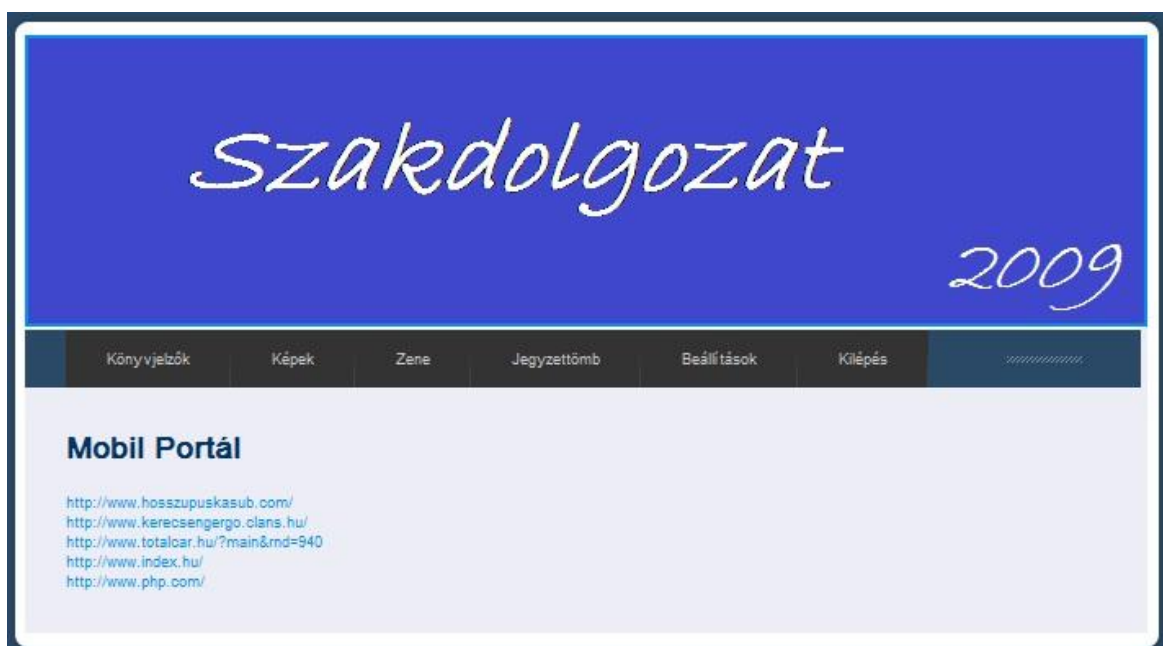 Szakdolgozat
2009
Könyvjelzők Képek Zene Jegyzettömb Beállítások Kilépés
Mobil Portál
http://www.hosszupuskasub.com/
http://www.kerecsengergo.clans.hu/
http://www.totalcar.hu/?main&rnd=940
http://www.index.hu/
http://www.php.com/